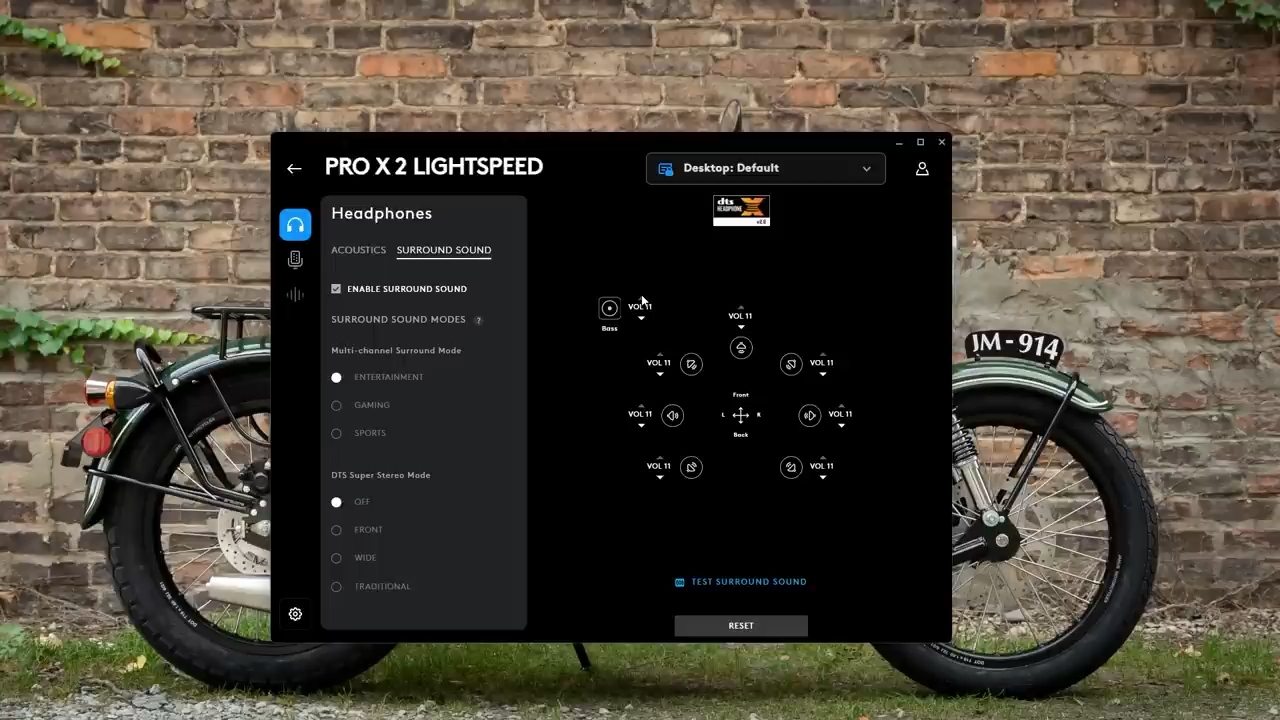 PRO X 2 LIGHTSPEED
Desktop: Default
dts
HEADPHONE X
v2.0
Headphones
ACOUSTICS SURROUND SOUND
ENABLE SURROUND SOUND
SURROUND SOUND MODES ?
Multi-channel Surround Mode
ENTERTAINMENT
GAMING
SPORTS
DTS Super Stereo Mode
OFF
FRONT
WIDE
TRADITIONAL
VOL 11
Bass
VOL 11
VOL 11
VOL 11
VOL 11
Front
L R
Back
VOL 11
VOL 11
VOL 11
TEST SURROUND SOUND
RESET
JM-914